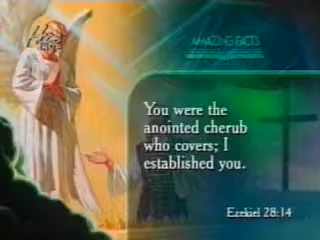 AMAZING FACTS
You were the
anointed cherub
who covers; I
established you.
Ezekiel 28:14